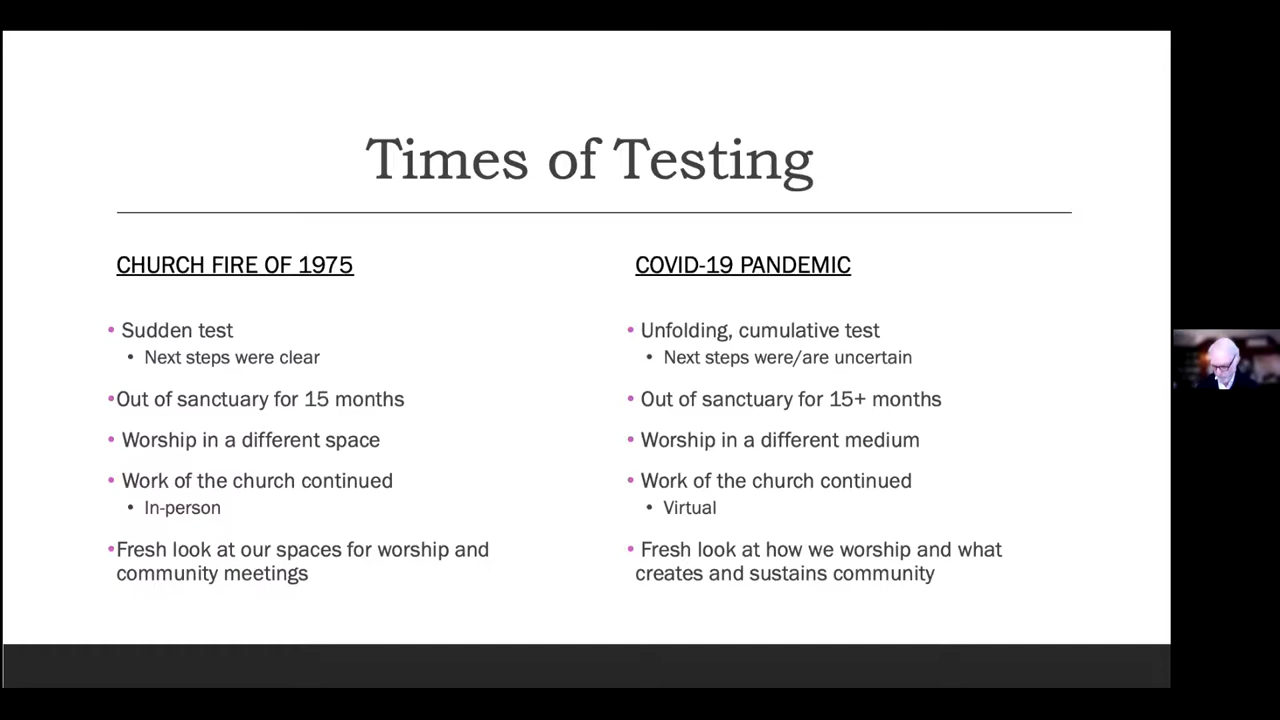 Times of Testing
CHURCH FIRE OF 1975
• Sudden test
• Next steps were clear
•Out of sanctuary for 15 months
• Worship in a different space
• Work of the church continued
• In-person
•Fresh look at our spaces for worship and
community meetings
COVID-19 PANDEMIC
• Unfolding, cumulative test
• Next steps were/are uncertain
• Out of sanctuary for 15+ months
• Worship in a different medium
• Work of the church continued
• Virtual
• Fresh look at how we worship and what
creates and sustains community